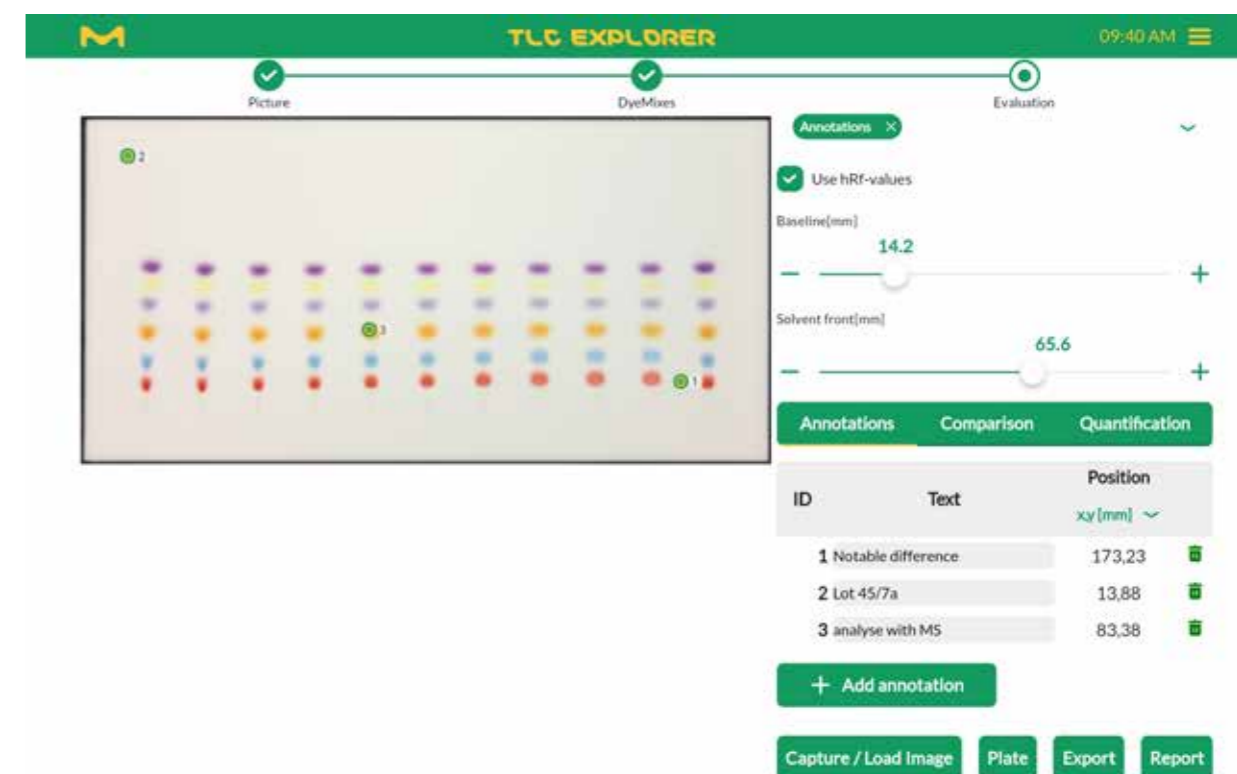 TLC EXPLORER
09:40 AM
Picture
DyeMixes
Evaluation
2
3
1
Annotations ×
Use hRf-values
Baseline[mm]
14.2
Solvent front[mm]
65.6
Annotations Comparison Quantification
ID Text Position
x,y [mm]
1 Notable difference 173,23
2 Lot 45/7a 13,88
3 analyse with MS 83,38
+ Add annotation
Capture / Load Image Plate Export Report